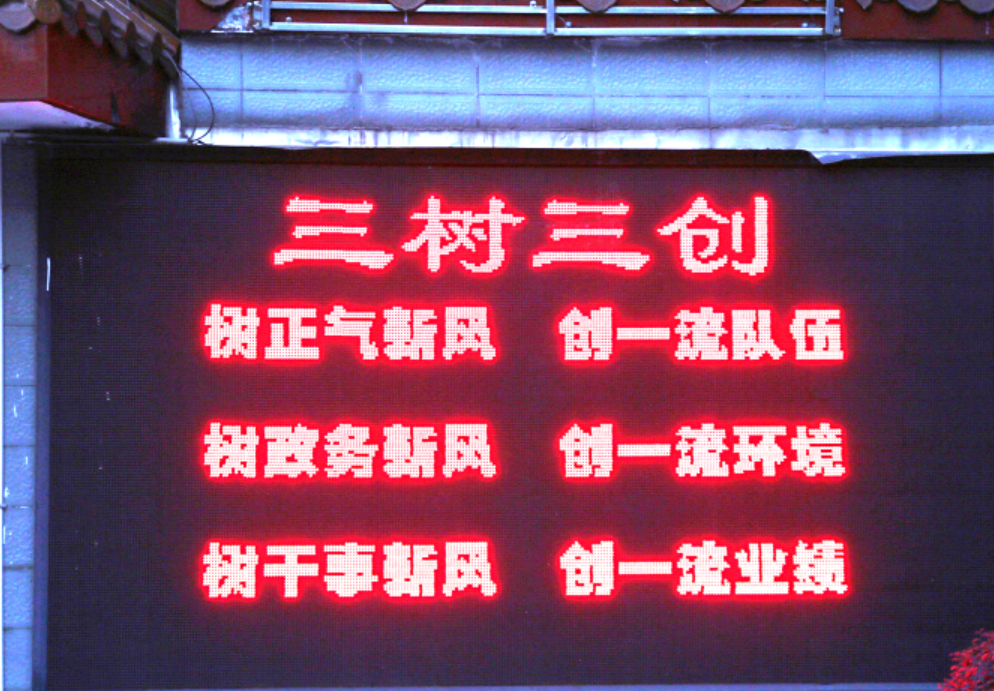 三树三创
树正气新风 创一流队伍
树政务新风 创一流环境
树干事新风 创一流业绩